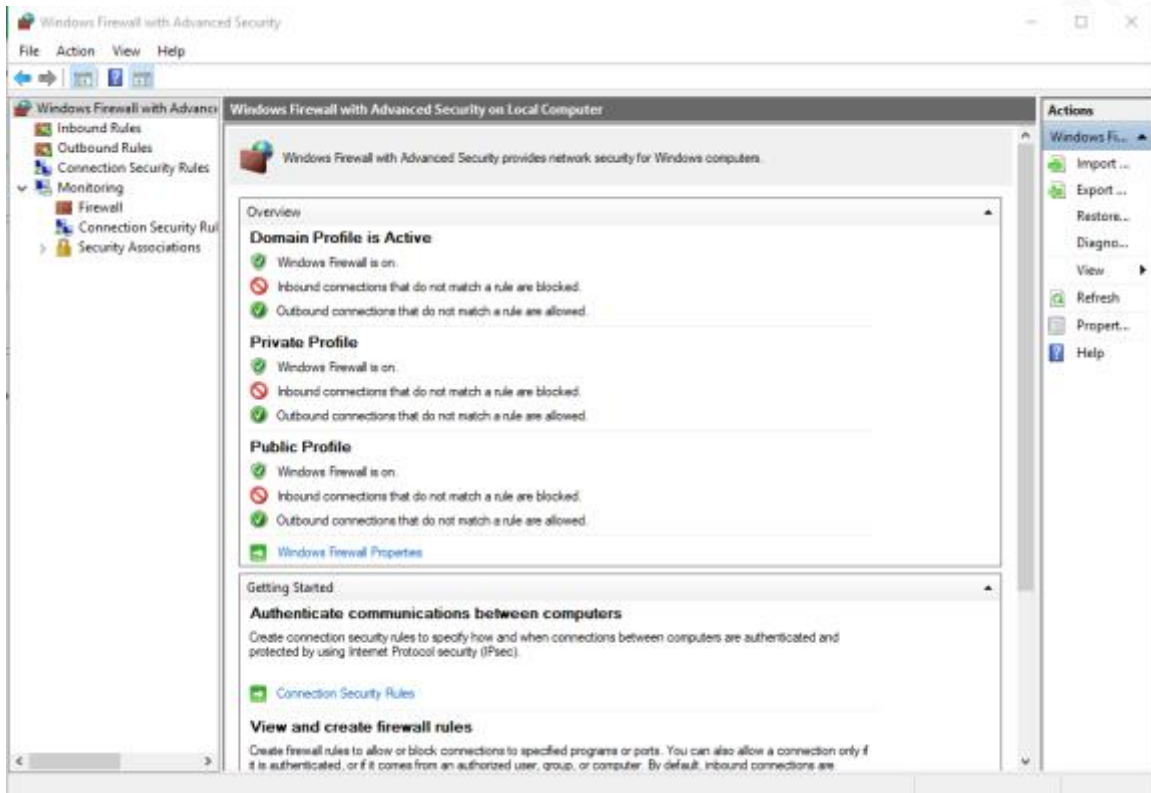 Windows Firewall with Advanced Security
File Action View Help
Windows Firewall with Advance
Inbound Rules
Outbound Rules
Connection Security Rules
Monitoring
Firewall
Connection Security Rul
Security Associations
Windows Firewall with Advanced Security on Local Computer
Windows Firewall with Advanced Security provides network security for Windows computers.
Overview
Domain Profile is Active
Windows Firewall is on.
Inbound connections that do not match a rule are blocked.
Outbound connections that do not match a rule are allowed.
Private Profile
Windows Firewall is on.
Inbound connections that do not match a rule are blocked.
Outbound connections that do not match a rule are allowed.
Public Profile
Windows Firewall is on.
Inbound connections that do not match a rule are blocked.
Outbound connections that do not match a rule are allowed.
Windows Firewall Properties
Getting Started
Authenticate communications between computers
Create connection security rules to specify how and when connections between computers are authenticated and
protected by using Internet Protocol security (IPsec).
Connection Security Rules
View and create firewall rules
Create firewall rules to allow or block connections to specified programs or ports. You can also allow a connection only if
it is authenticated, or if it comes from an authorized user, group, or computer. By default, inbound connections are
Actions
Windows Fi...
Import ...
Export ...
Restore...
Diagno...
View
Refresh
Propert...
Help